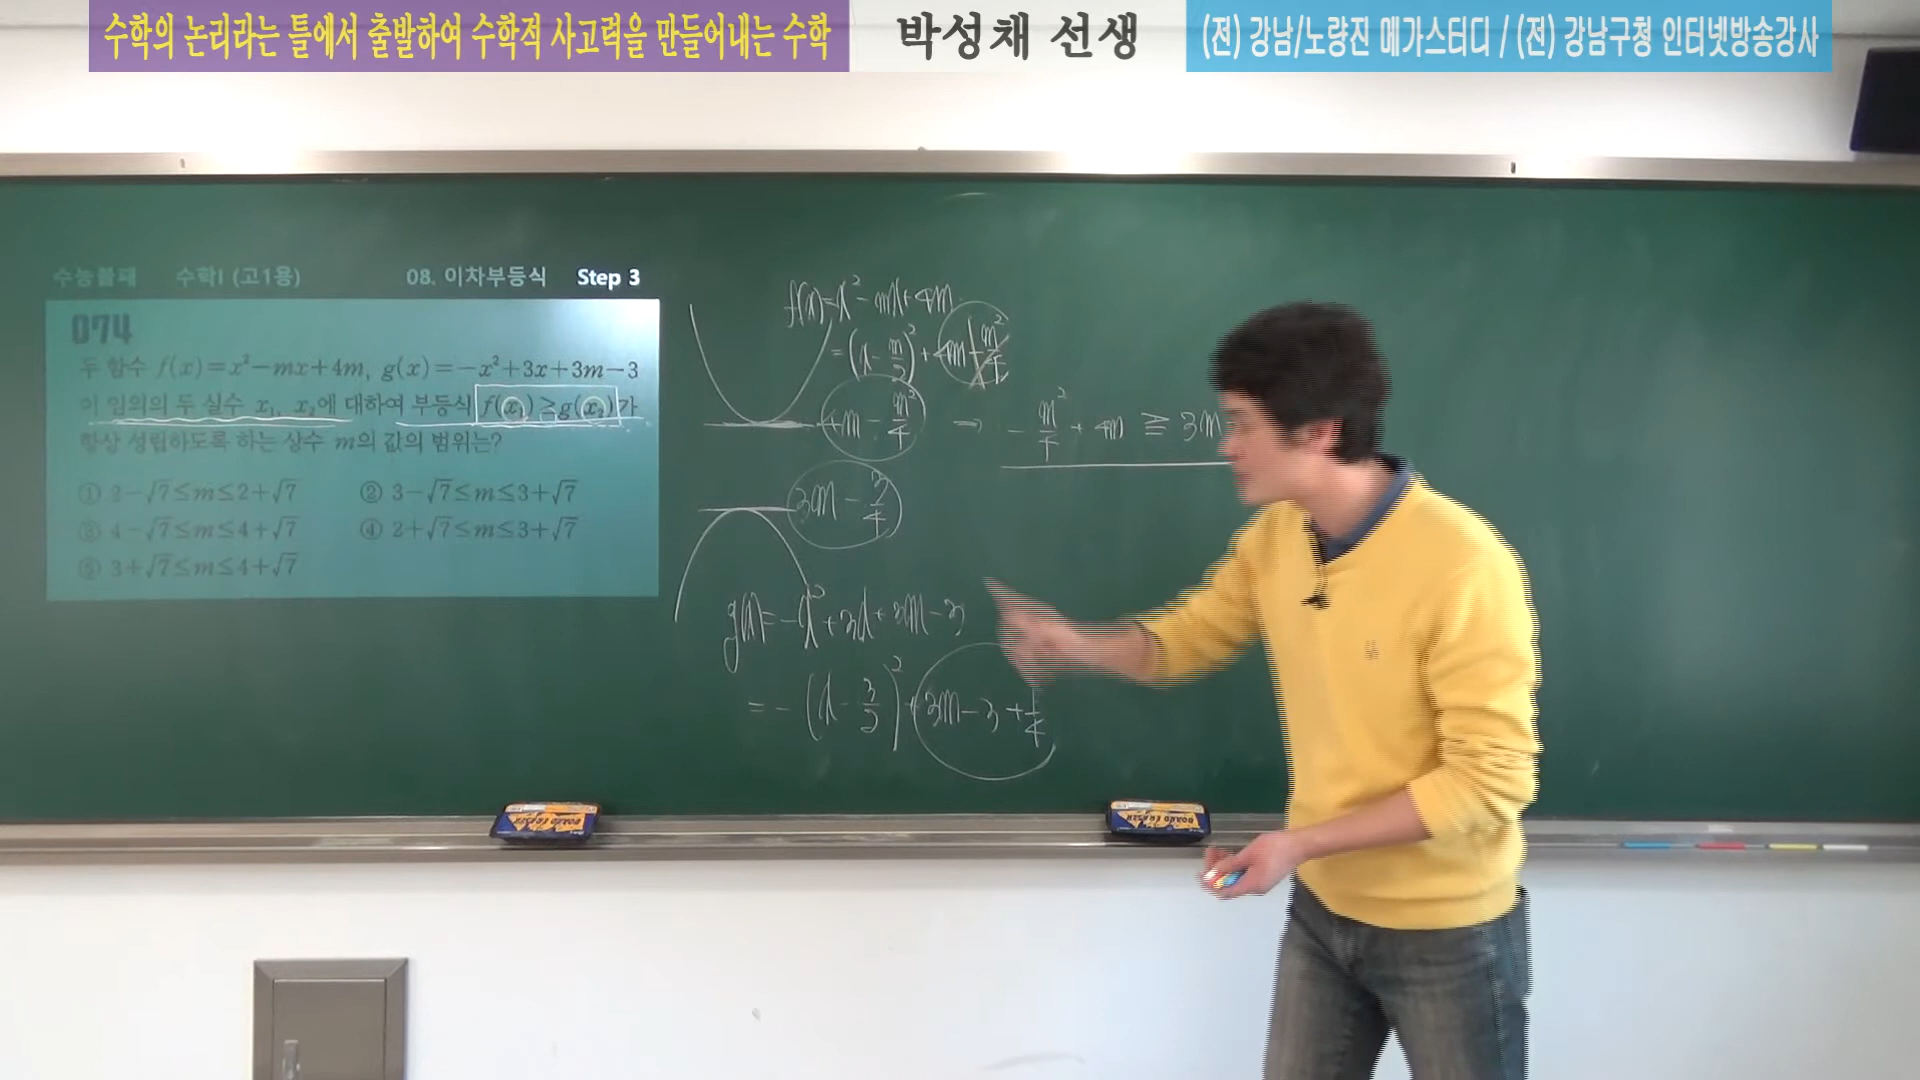 수학의 논리라는 틀에서 출발하여 수학적 사고력을 만들어내는 수학
박성채 선생
(전) 강남/노량진 메가스터디 / (전) 강남구청 인터넷방송강사
수능불패 수학I (고1용) 08. 이차부등식 Step 3
074
두 함수 f(x)=x²−mx+4m, g(x)=−x²+3x+3m−3
이 임의의 두 실수 x₁, x₂에 대하여 부등식 f(x₁)≥g(x₂)가
항상 성립하도록 하는 상수 m의 값의 범위는?
① 2−√7≤m≤2+√7 ② 3−√7≤m≤3+√7
③ 4−√7≤m≤4+√7 ④ 2+√7≤m≤3+√7
⑤ 3+√7≤m≤4+√7
f(x)=x²−mx+4m
=(x−m/2)²+4m−m²/4
4m−m²/4 ⇒ −m²/4+4m≥3m
3m−3/4
g(x)=−x²+3x+3m−3
=−(x−3/2)²+3m−3+
BOARD ERASER
BOARD ERASER